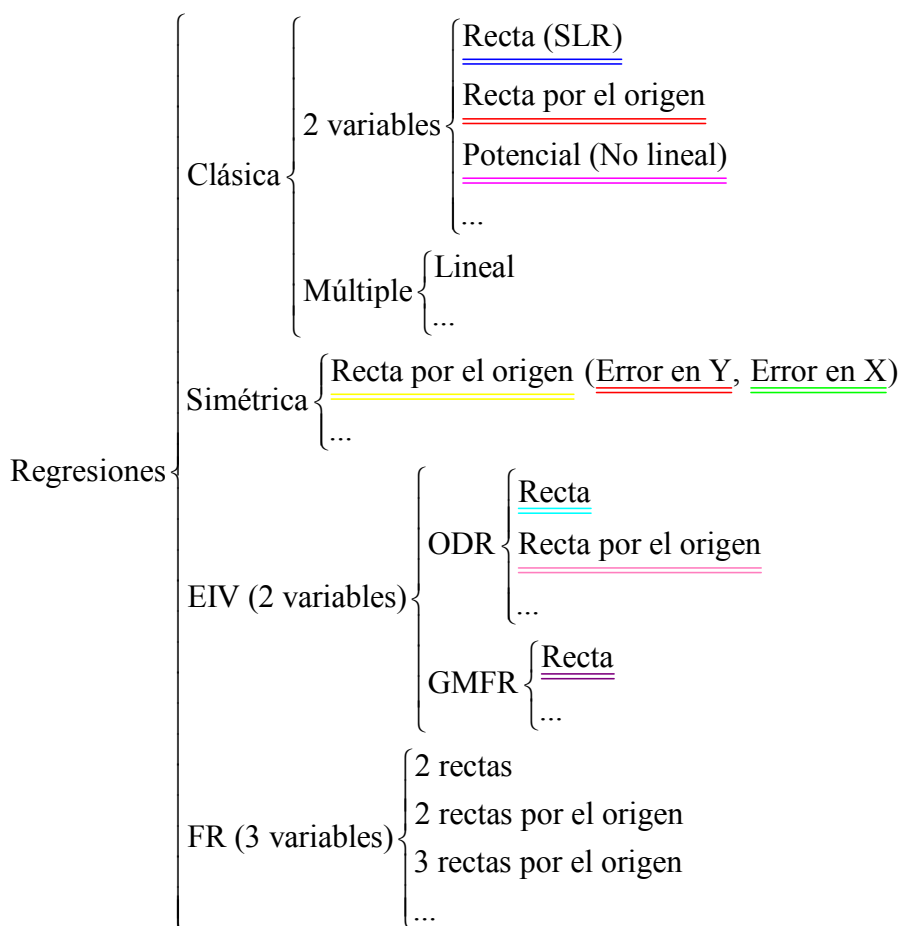 Recta (SLR)
Recta por el origen
2 variables
Potencial (No lineal)
Clásica
...
Lineal
Múltiple
...
Recta por el origen (Error en Y, Error en X)
Simétrica
...
Regresiones
Recta
ODR
Recta por el origen
EIV (2 variables)
...
Recta
GMFR
...
2 rectas
2 rectas por el origen
FR (3 variables)
3 rectas por el origen
...